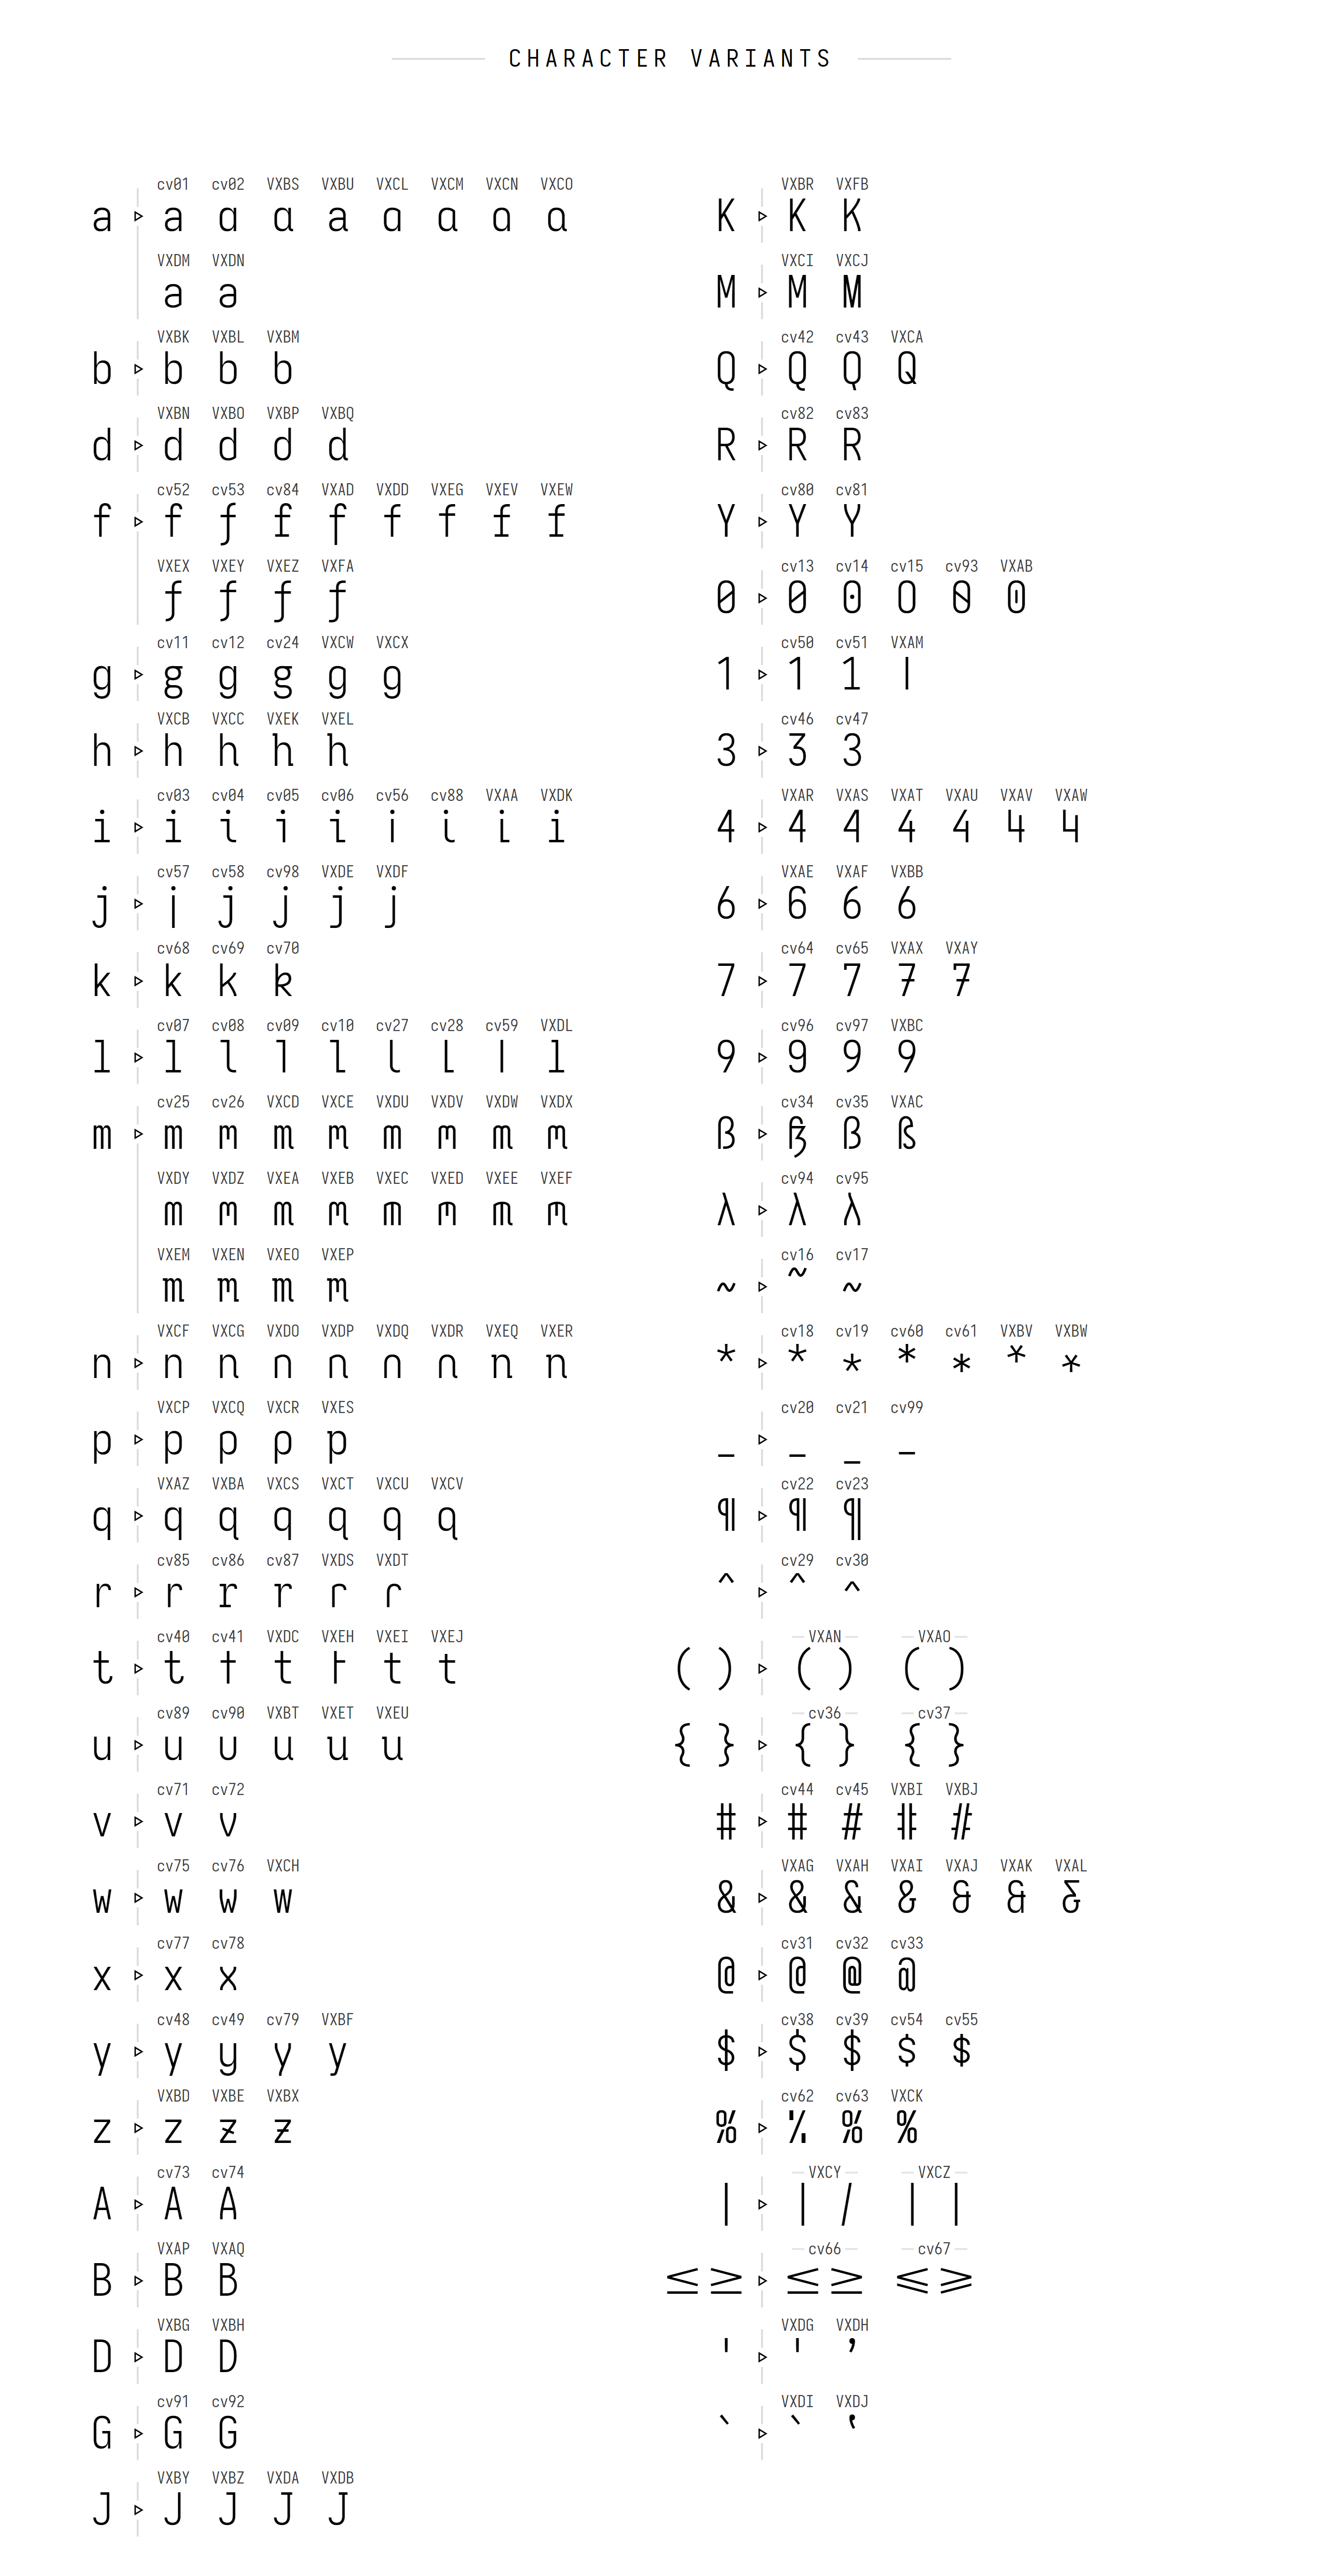 CHARACTER VARIANTS
cv01 cv02 VXBS VXBU VXCL VXCM VXCN VXCO
a a ɑ ɑ a ɑ ɑ ɑ ɑ
VXDM VXDN
a a
VXBK VXBL VXBM
b b b b
VXBN VXBO VXBP VXBQ
d d d d d
cv52 cv53 cv84 VXAD VXDD VXEG VXEV VXEW
f f f f f f f f f
VXEX VXEY VXEZ VXFA
f f f f
cv11 cv12 cv24 VXCW VXCX
g g g g g g
VXCB VXCC VXEK VXEL
h h h h h
cv03 cv04 cv05 cv06 cv56 cv88 VXAA VXDK
i i i i i i i i i
cv57 cv58 cv98 VXDE VXDF
j j j j j j
cv68 cv69 cv70
k k k k
cv07 cv08 cv09 cv10 cv27 cv28 cv59 VXDL
l l l l l l l l l
cv25 cv26 VXCD VXCE VXDU VXDV VXDW VXDX
m m m m m m m m m
VXDY VXDZ VXEA VXEB VXEC VXED VXEE VXEF
m m m m m m m m
VXEM VXEN VXEO VXEP
m m m m
VXCF VXCG VXDO VXDP VXDQ VXDR VXEQ VXER
n n n n n n n n n
VXCP VXCQ VXCR VXES
p p p p p
VXAZ VXBA VXCS VXCT VXCU VXCV
q q q q q q q
cv85 cv86 cv87 VXDS VXDT
r r r r r r
cv40 cv41 VXDC VXEH VXEI VXEJ
t t t t t t t
cv89 cv90 VXBT VXET VXEU
u u u u u u
cv71 cv72
v v v
cv75 cv76 VXCH
w w w w
cv77 cv78
x x x
cv48 cv49 cv79 VXBF
y y y y y
VXBD VXBE VXBX
z z z z
cv73 cv74
A A A
VXAP VXAQ
B B B
VXBG VXBH
D D D
cv91 cv92
G G G
VXBY VXBZ VXDA VXDB
J J J J J
VXBR VXFB
K K K
VXCI VXCJ
M M M
cv42 cv43 VXCA
Q Q Q Q
cv82 cv83
R R R
cv80 cv81
Y Y Y
cv13 cv14 cv15 cv93 VXAB
0 0 0 0 0 0
cv50 cv51 VXAM
1 1 1 1
cv46 cv47
3 3 3
VXAR VXAS VXAT VXAU VXAV VXAW
4 4 4 4 4 4 4
VXAE VXAF VXBB
6 6 6 6
cv64 cv65 VXAX VXAY
7 7 7 7 7
cv96 cv97 VXBC
9 9 9 9
cv34 cv35 VXAC
ß ß ß ß
cv94 cv95
λ λ λ
cv16 cv17
~ ~ ~
cv18 cv19 cv60 cv61 VXBV VXBW
* * * * * * *
cv20 cv21 cv99
_ _ _ _
cv22 cv23
¶ ¶ ¶
cv29 cv30
^ ^ ^
VXAN VXAO
( ) ( ) ( )
cv36 cv37
{ } { } { }
cv44 cv45 VXBI VXBJ
# # # # #
VXAG VXAH VXAI VXAJ VXAK VXAL
& & & & & & &
cv31 cv32 cv33
@ @ @ @
cv38 cv39 cv54 cv55
$ $ $ $ $
cv62 cv63 VXCK
% % % %
VXCY VXCZ
| | / | |
cv66 cv67
≤ ≥ ≤ ≥ ⩽ ⩾
VXDG VXDH
' ' ’
VXDI VXDJ
` ` ‛